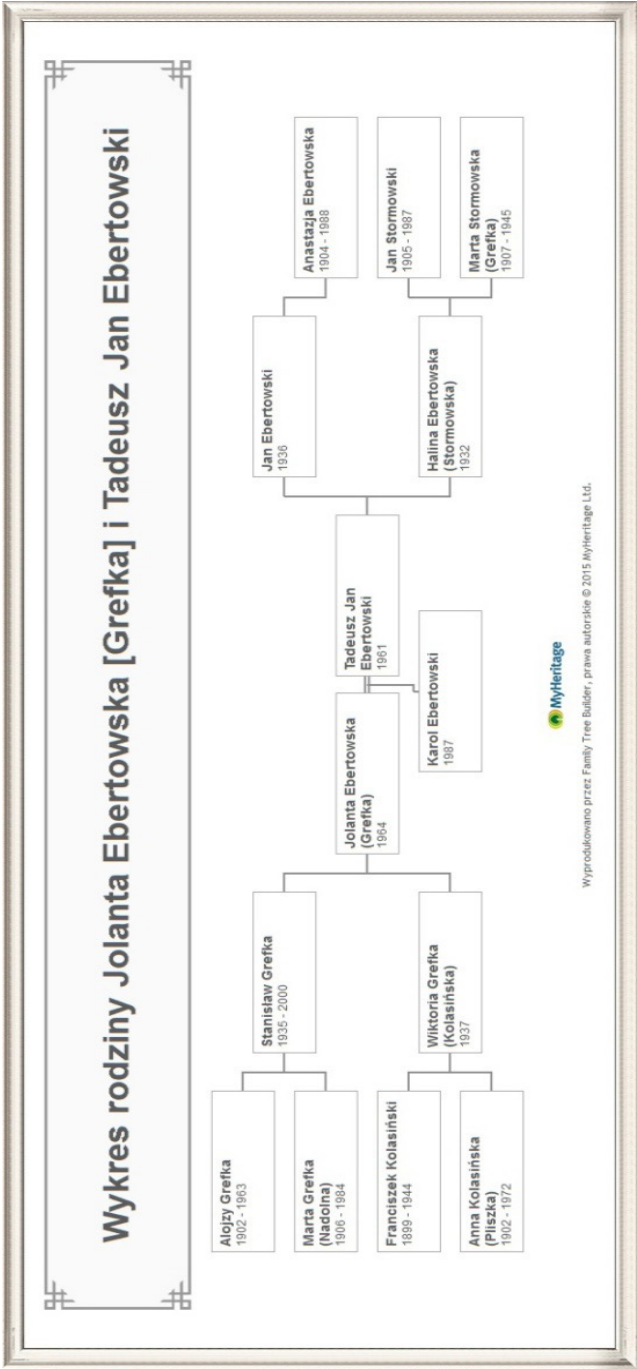 Wykres rodziny Jolanta Ebertowska [Grefka] i Tadeusz Jan Ebertowski
Alojzy Grefka
1902 - 1963
Marta Grefka
(Nadolna)
1906 - 1984
Franciszek Kolasiński
1899 - 1944
Anna Kolasińska
(Pliszka)
1902 - 1972
Stanisław Grefka
1935 - 2000
Wiktoria Grefka
(Kolasińska)
1937
Jolanta Ebertowska
(Grefka)
1964
Tadeusz Jan
Ebertowski
1961
Karol Ebertowski
1987
Jan Ebertowski
1936
Halina Ebertowska
(Stormowska)
1932
Anastazja Ebertowska
1904 - 1988
Jan Stormowski
1905 - 1987
Marta Stormowska
(Grefka)
1907 - 1945
MyHeritage
Wyprodukowano przez Family Tree Builder, prawa autorskie © 2015 MyHeritage Ltd.